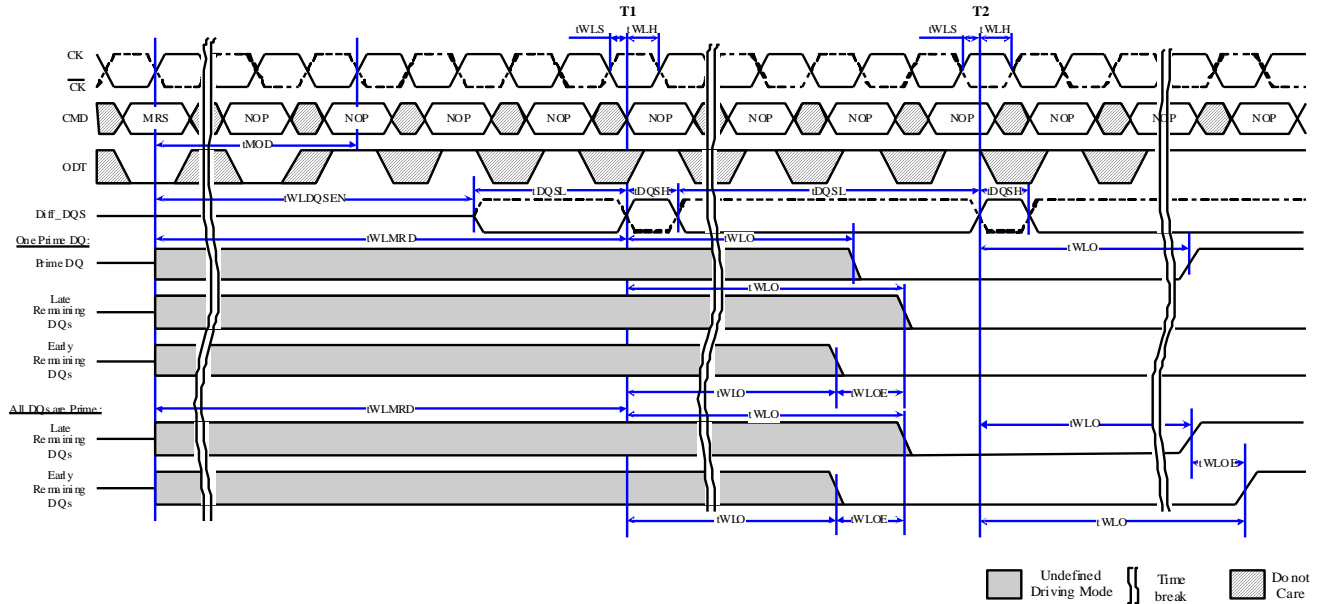 T1 T2
tWLS tWLH tWLS tWLH
CK
CK
CMD MRS NOP NOP NOP NOP NOP NOP NOP NOP NOP NOP NOP
tMOD
ODT
tWLDQSEN tDQSL tDQSH tDQSL tDQSH
Diff_DQS
One Prime DQ:
tWLMRD tWLO tWLO
Prime DQ
tWLO
Late
Remaining
DQs
Early
Remaining
DQs
tWLO tWLOE
All DQs are Prime:
tWLMRD tWLO tWLO
Late
Remaining
DQs
tWLOE
Early
Remaining
DQs
tWLO tWLOE tWLO
Undefined
Driving Mode
Time
break
Do not
Care